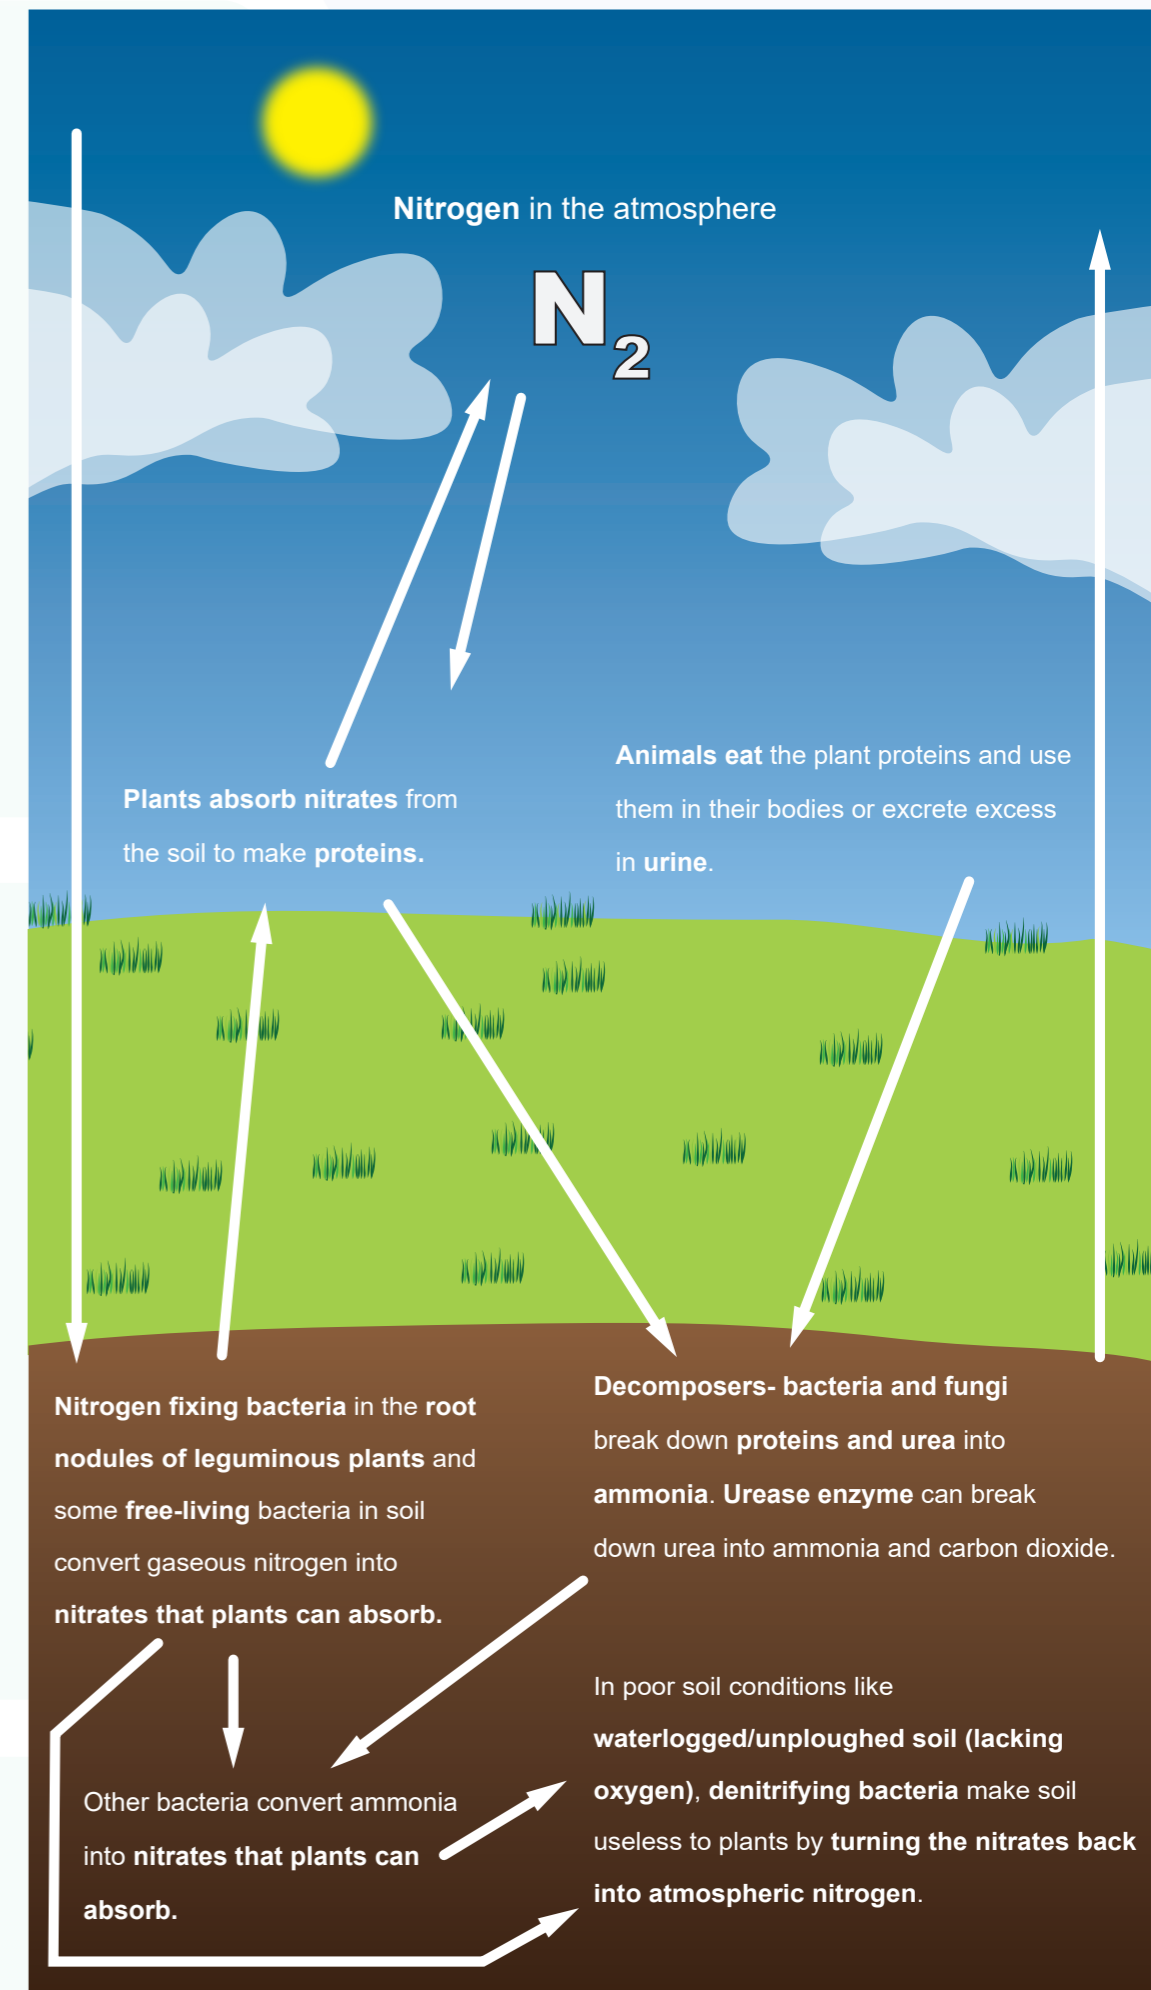 Nitrogen in the atmosphere
N2
Plants absorb nitrates from
the soil to make proteins.
Animals eat the plant proteins and use
them in their bodies or excrete excess
in urine.
Nitrogen fixing bacteria in the root
nodules of leguminous plants and
some free-living bacteria in soil
convert gaseous nitrogen into
nitrates that plants can absorb.
Decomposers- bacteria and fungi
break down proteins and urea into
ammonia. Urease enzyme can break
down urea into ammonia and carbon dioxide.
Other bacteria convert ammonia
into nitrates that plants can
absorb.
In poor soil conditions like
waterlogged/unploughed soil (lacking
oxygen), denitrifying bacteria make soil
useless to plants by turning the nitrates back
into atmospheric nitrogen.